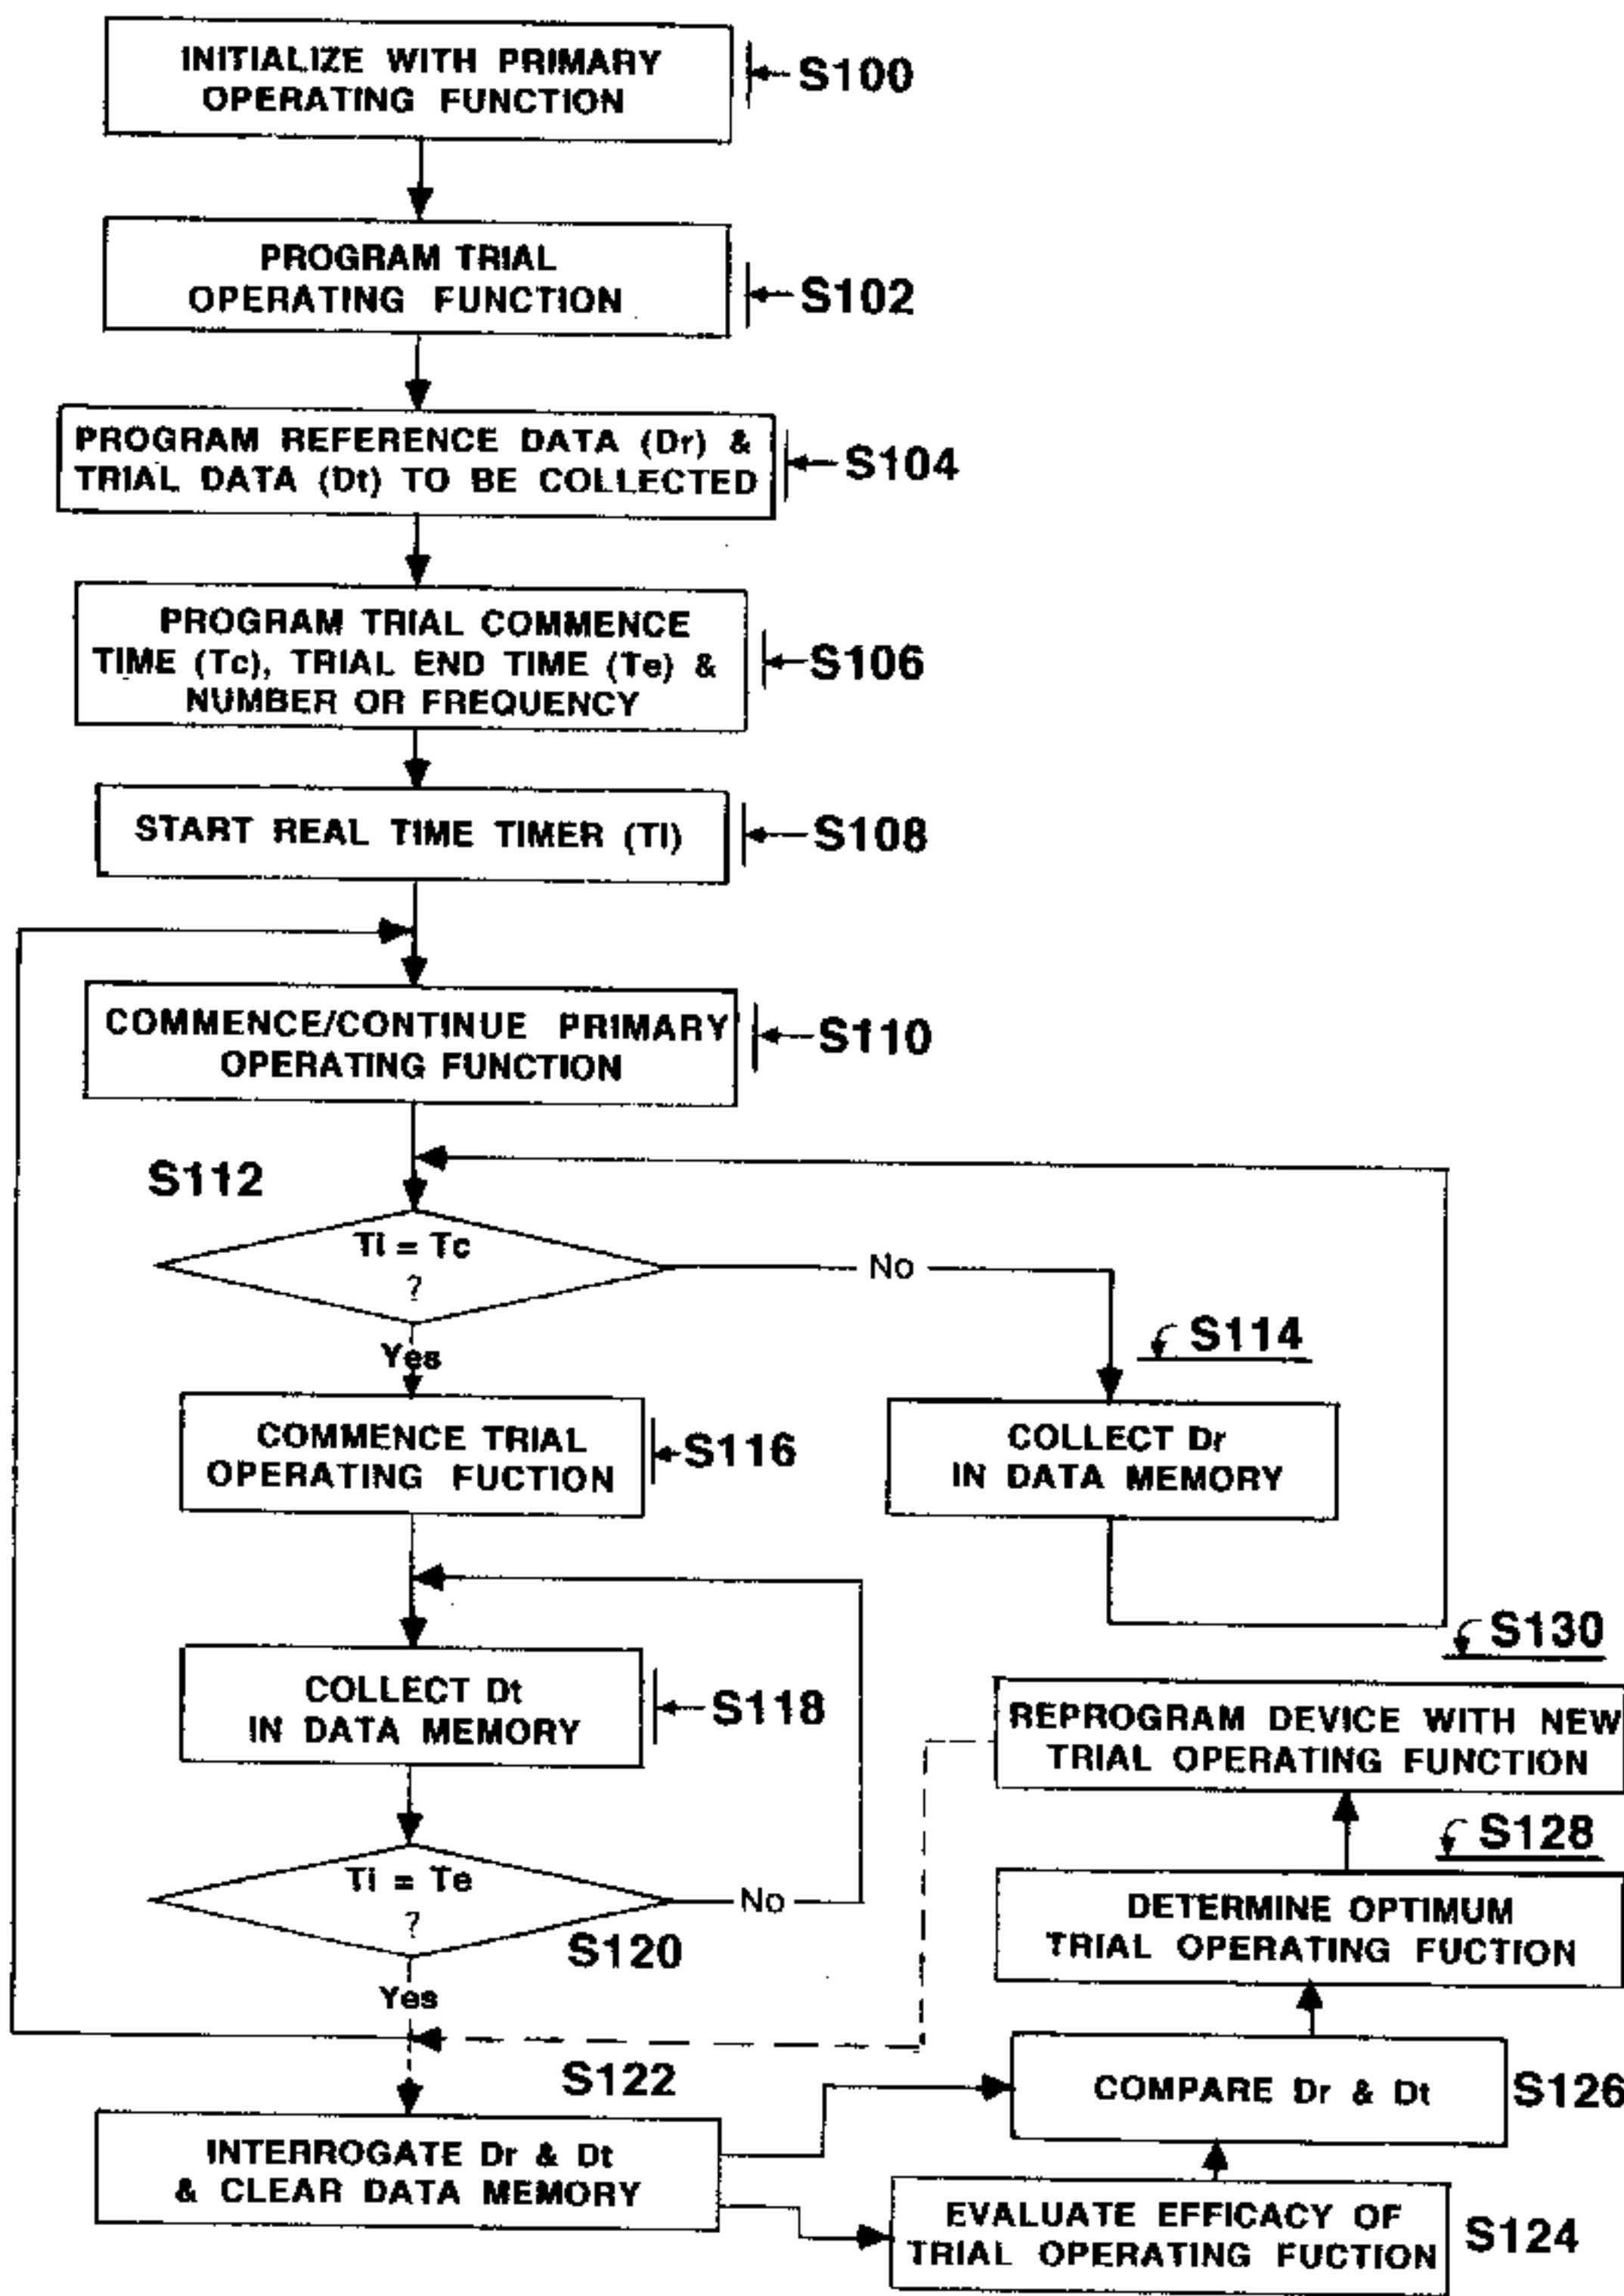 INITIALIZE WITH PRIMARY
OPERATING FUNCTION
S100
PROGRAM TRIAL
OPERATING FUNCTION
S102
PROGRAM REFERENCE DATA (Dr) &
TRIAL DATA (Dt) TO BE COLLECTED
S104
PROGRAM TRIAL COMMENCE
TIME (Tc), TRIAL END TIME (Te) &
NUMBER OR FREQUENCY
S106
START REAL TIME TIMER (TI)
S108
COMMENCE/CONTINUE PRIMARY
OPERATING FUNCTION
S110
S112
Ti = Tc
?
No
Yes
S114
COLLECT Dr
IN DATA MEMORY
COMMENCE TRIAL
OPERATING FUCTION
S116
COLLECT Dt
IN DATA MEMORY
S118
Ti = Te
?
No
S120
Yes
S122
INTERROGATE Dr & Dt
& CLEAR DATA MEMORY
S130
REPROGRAM DEVICE WITH NEW
TRIAL OPERATING FUNCTION
S128
DETERMINE OPTIMUM
TRIAL OPERATING FUCTION
COMPARE Dr & Dt
S126
EVALUATE EFFICACY OF
TRIAL OPERATING FUCTION
S124